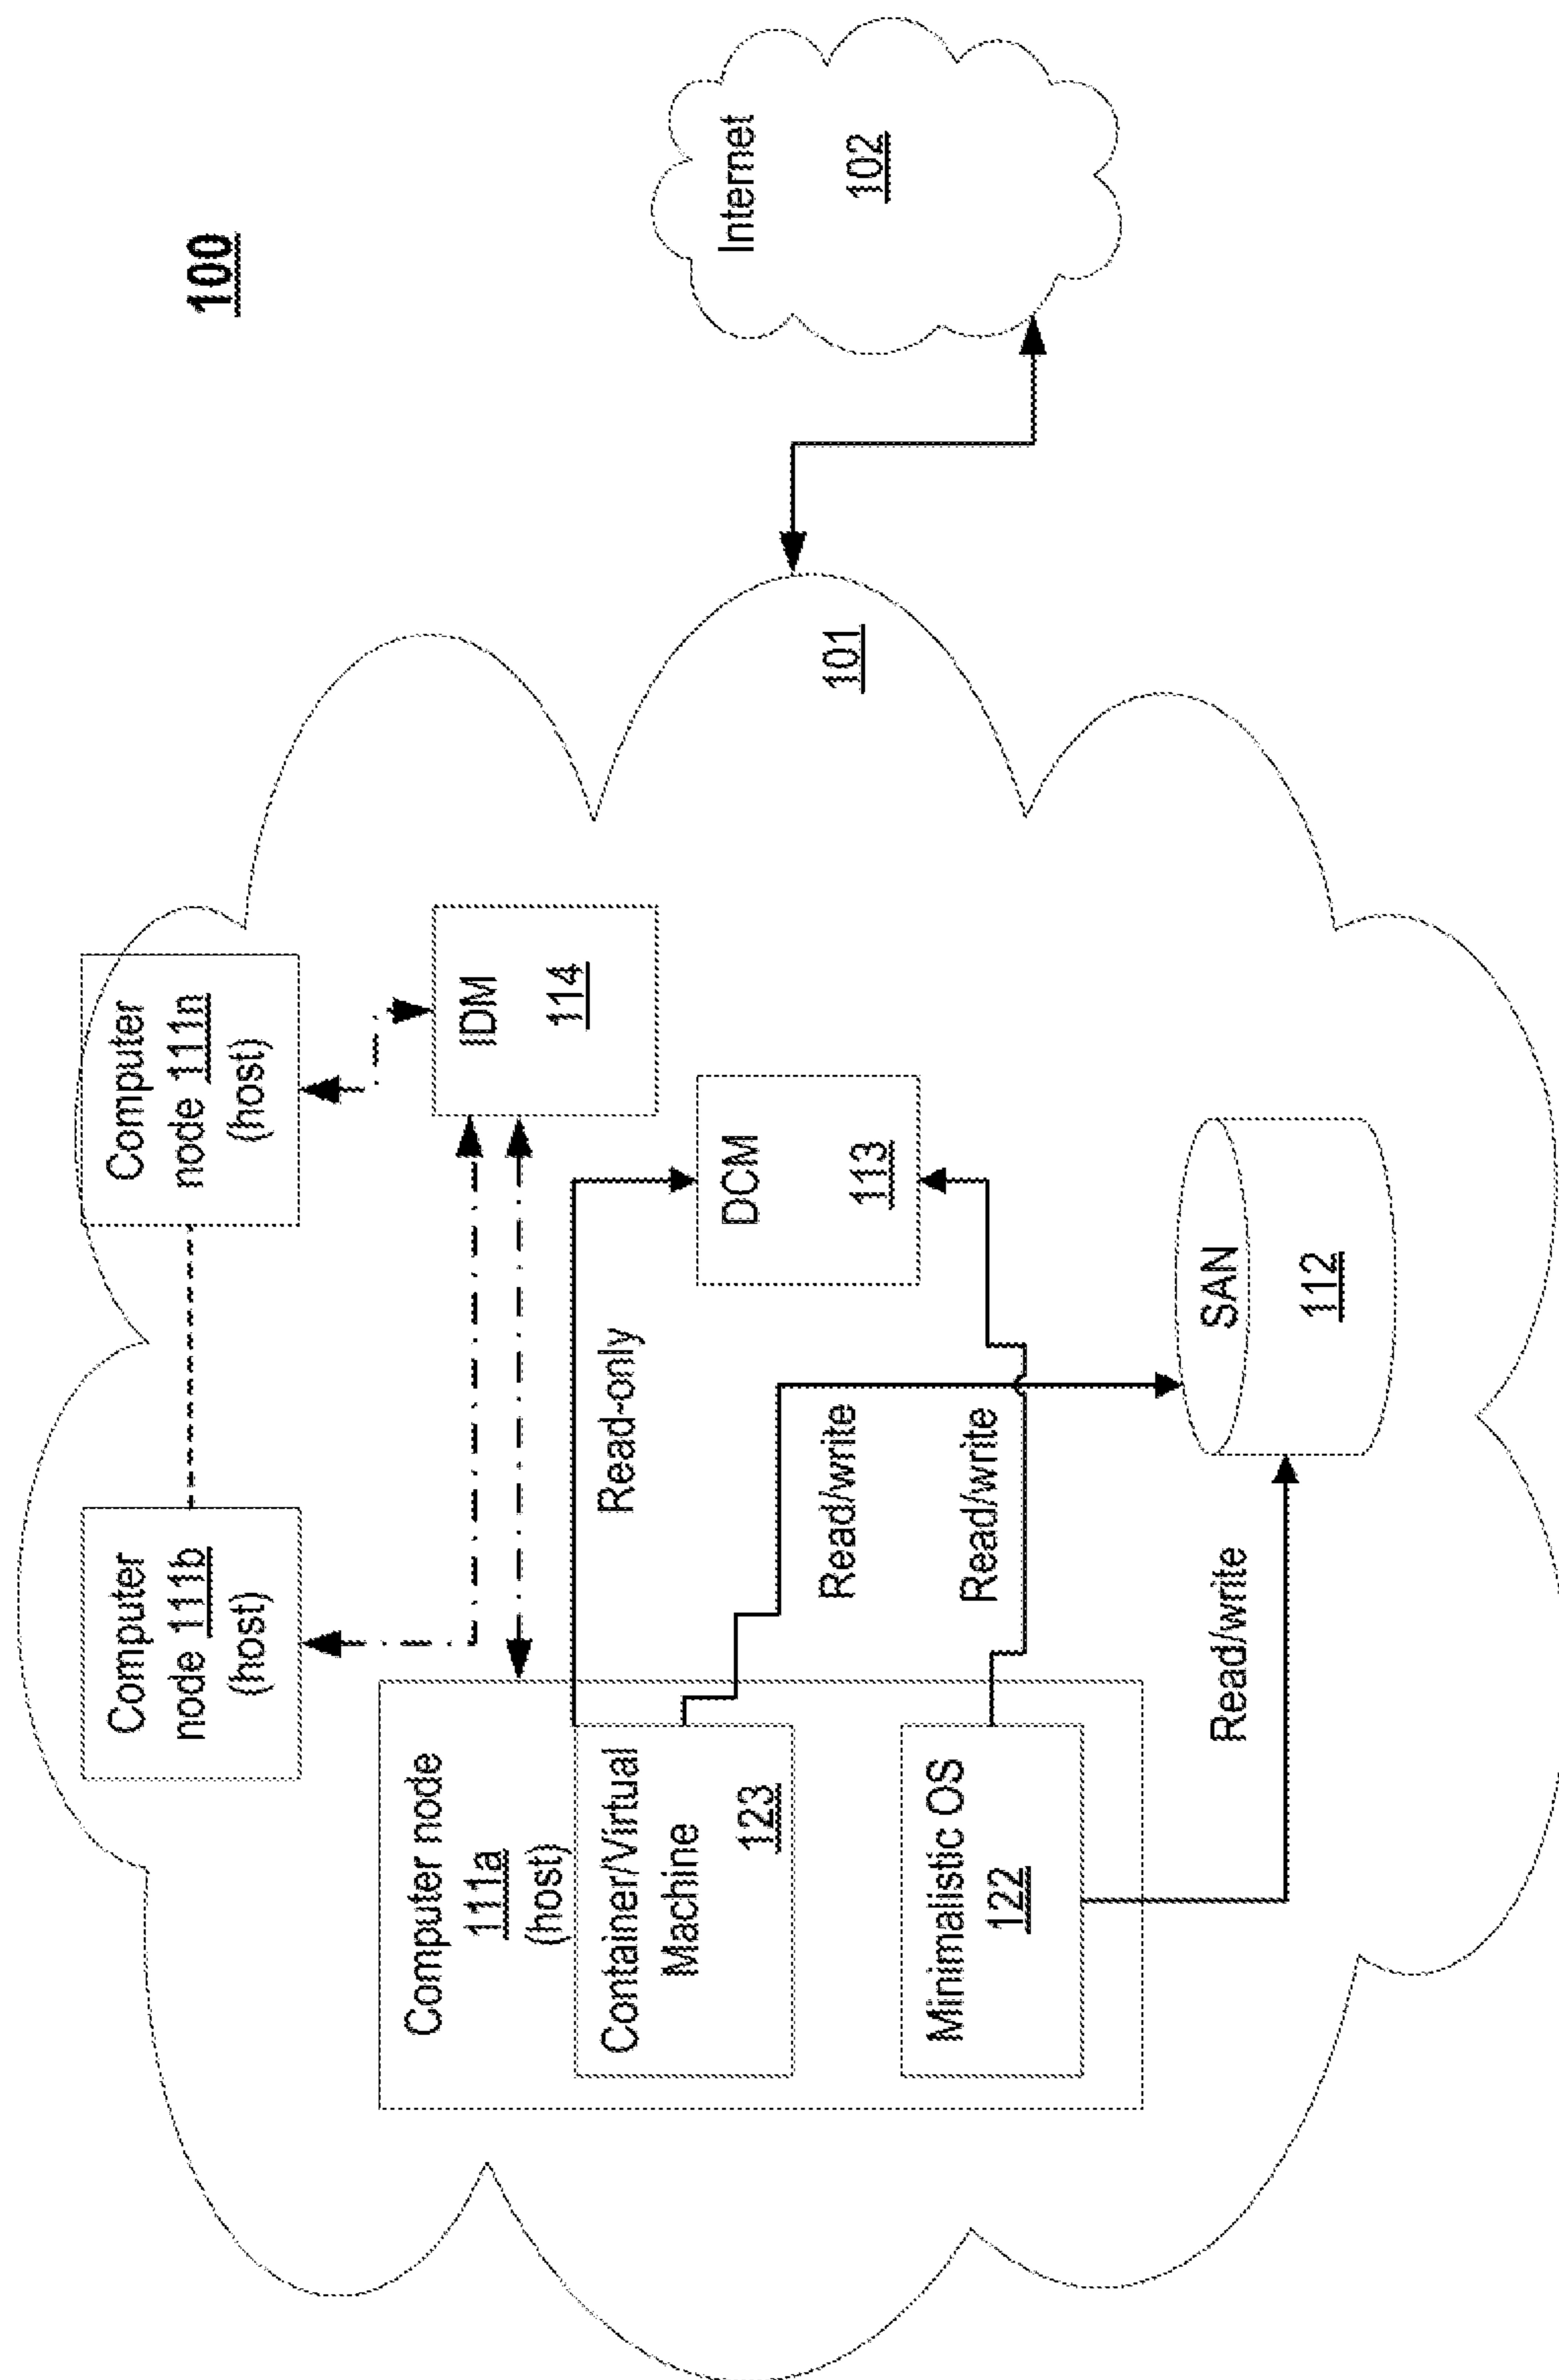 100
Computer
node 111b
(host)
Computer
node 111n
(host)
Computer node
111a
(host)
IDM
114
Container/Virtual
Machine
123
Read-only
DCM
113
Internet
102
Read/write
101
Minimalistic OS
122
Read/write
Read/write
SAN
112